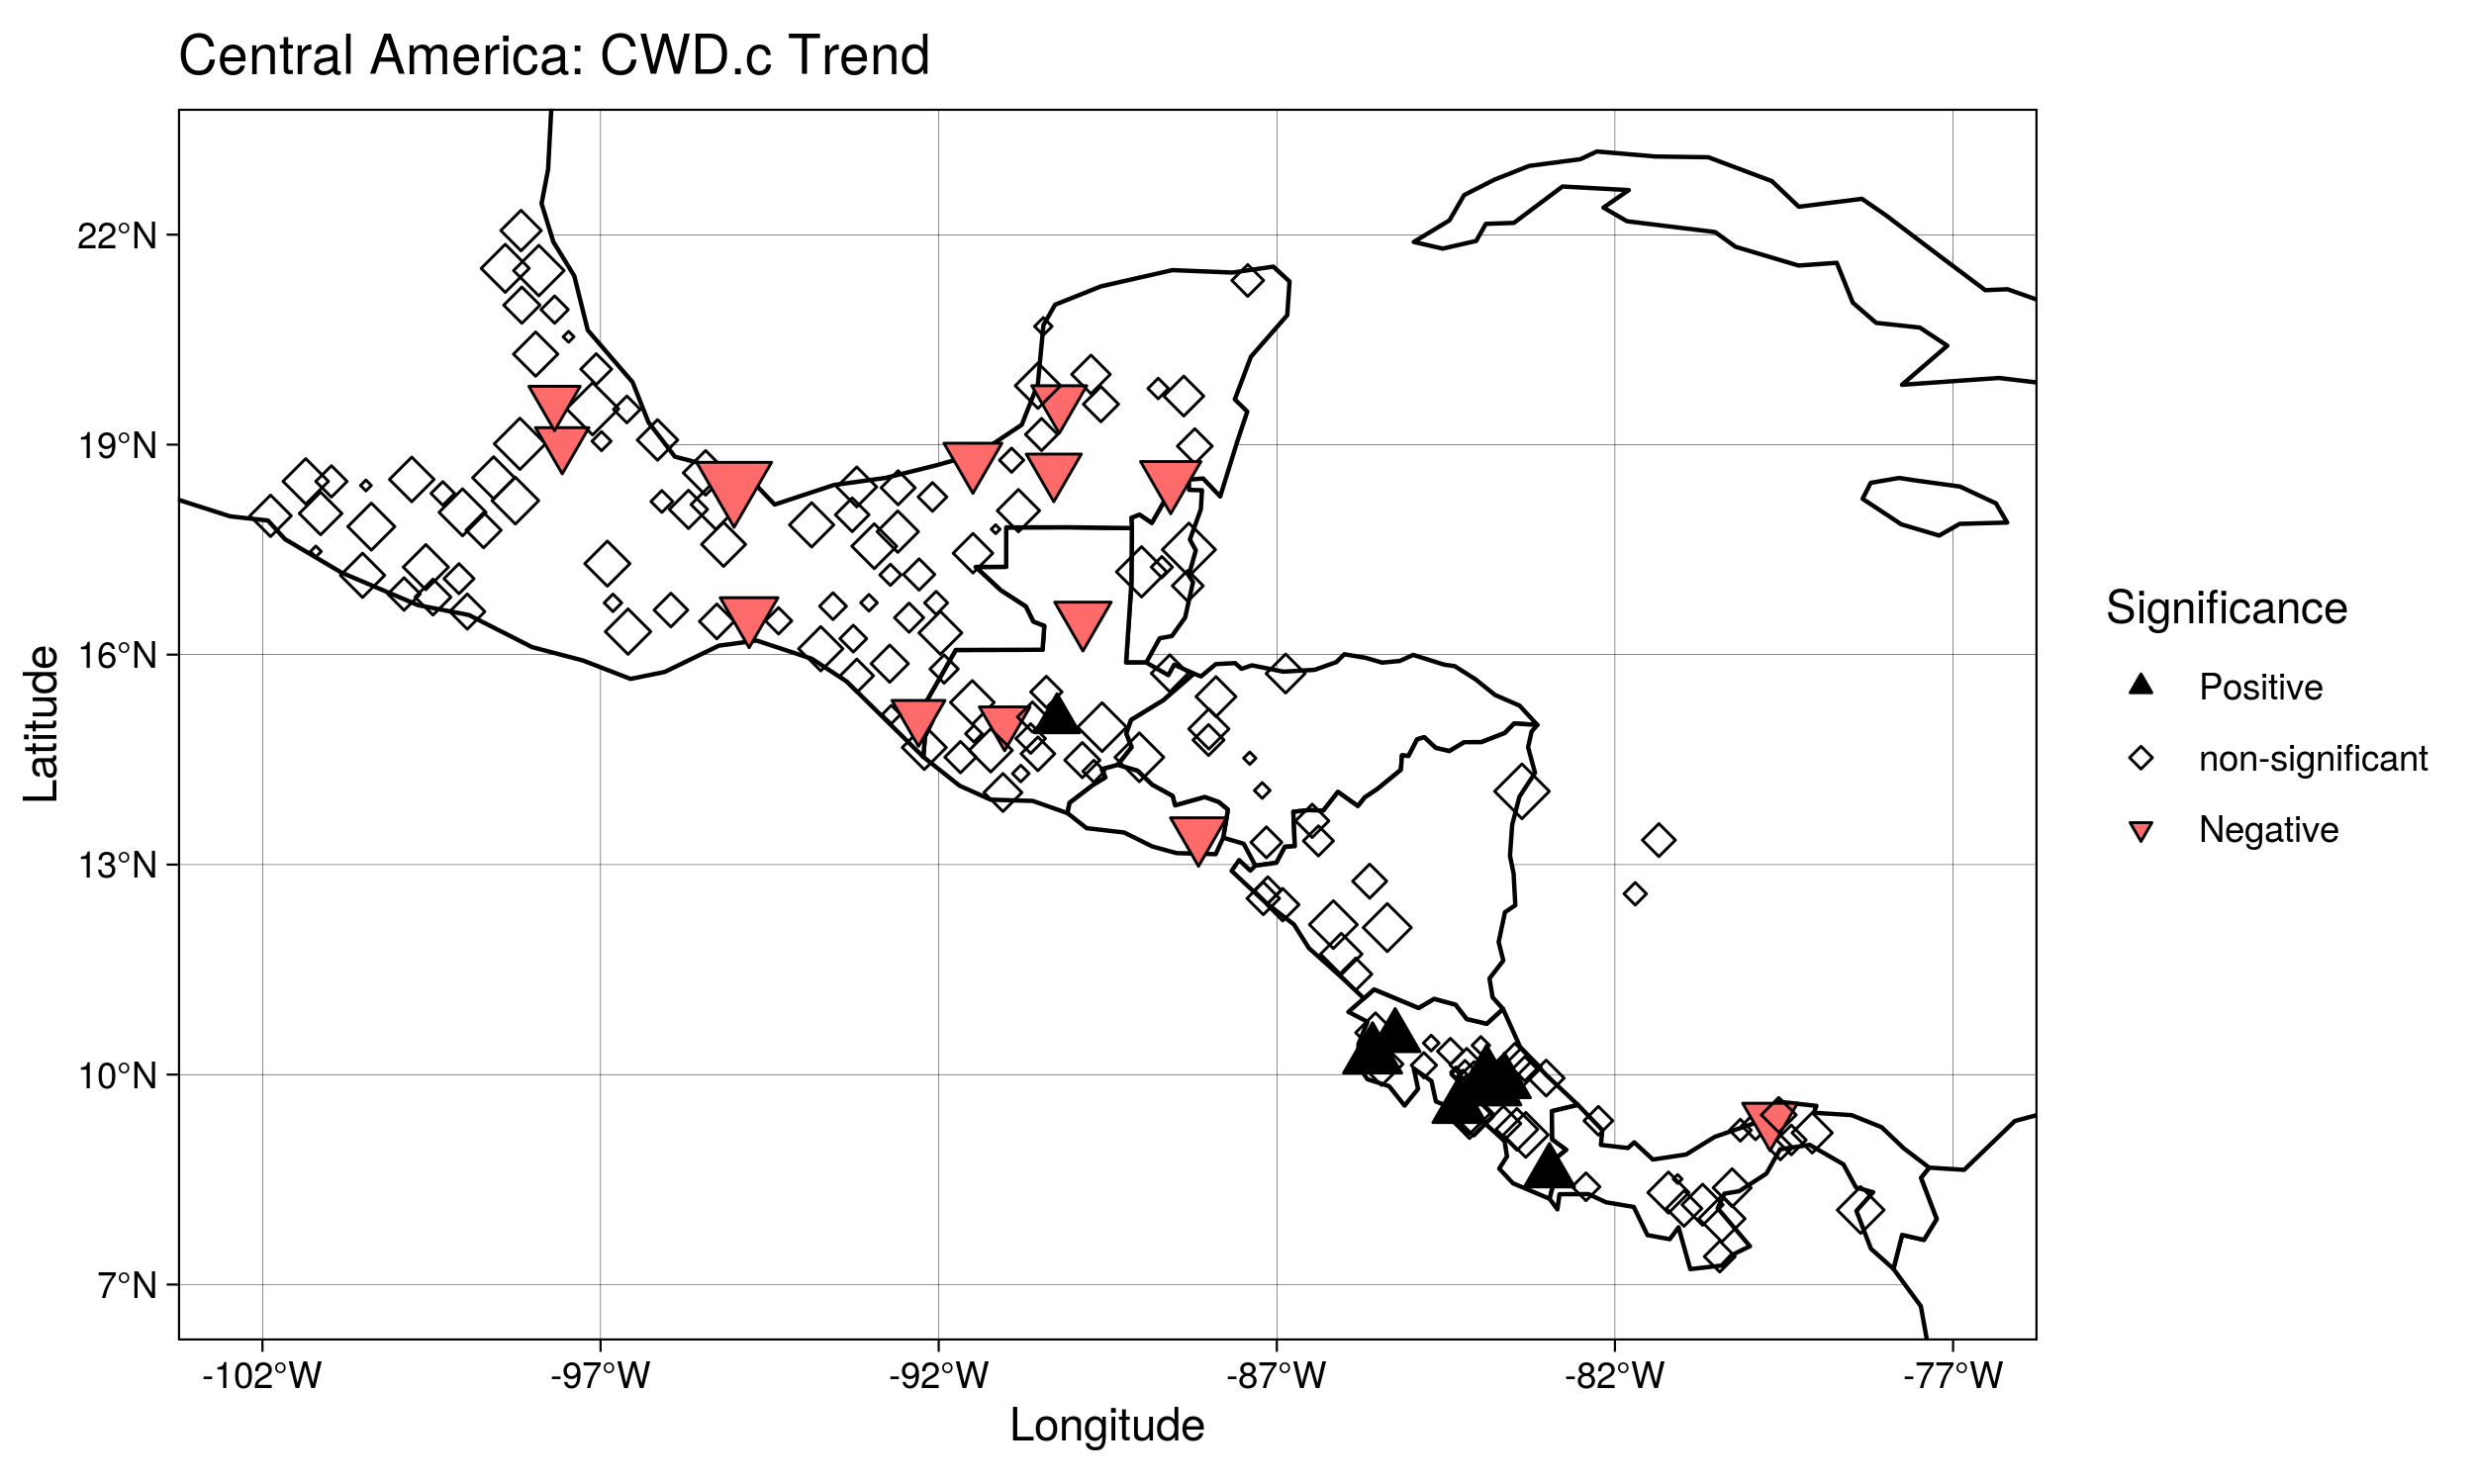 Central America: CWD.c Trend
22°N
19°N
16°N
13°N
10°N
7°N
Latitude
-102°W
-97°W
-92°W
-87°W
-82°W
-77°W
Longitude
Significance
Positive
non-significant
Negative